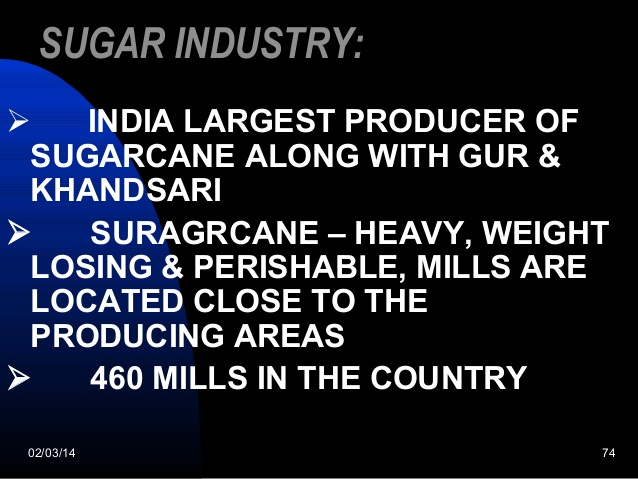 SUGAR INDUSTRY:
➢ INDIA LARGEST PRODUCER OF
SUGARCANE ALONG WITH GUR &
KHANDSARI
➢ SURAGRCANE – HEAVY, WEIGHT
LOSING & PERISHABLE, MILLS ARE
LOCATED CLOSE TO THE
PRODUCING AREAS
➢ 460 MILLS IN THE COUNTRY
02/03/14 74